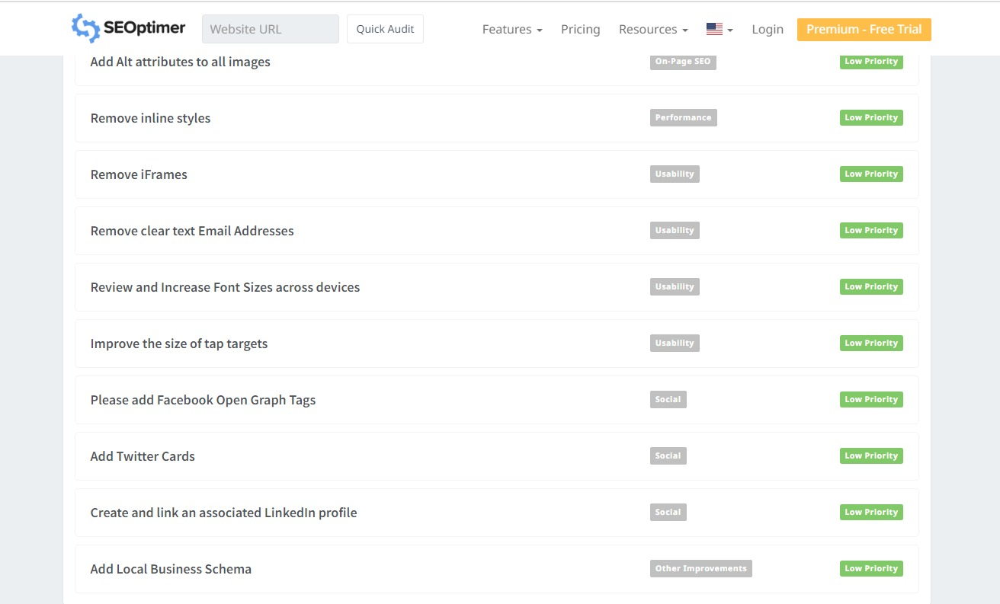 SEOptimer Website URL Quick Audit Features Pricing Resources Login Premium - Free Trial
Add Alt attributes to all images On-Page SEO Low Priority
Remove inline styles Performance Low Priority
Remove iFrames Usability Low Priority
Remove clear text Email Addresses Usability Low Priority
Review and Increase Font Sizes across devices Usability Low Priority
Improve the size of tap targets Usability Low Priority
Please add Facebook Open Graph Tags Social Low Priority
Add Twitter Cards Social Low Priority
Create and link an associated LinkedIn profile Social Low Priority
Add Local Business Schema Other Improvements Low Priority